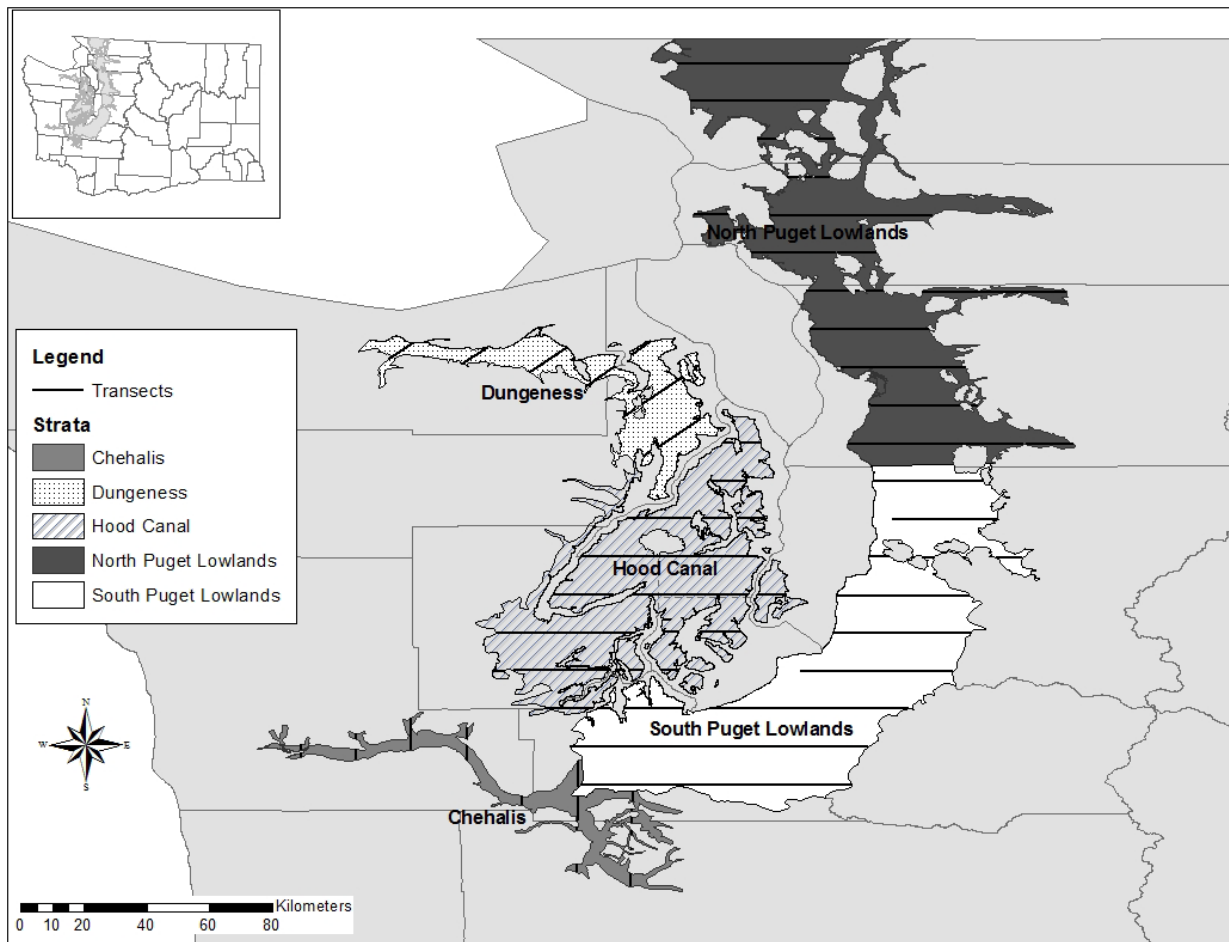 North Puget Lowlands
Legend
Transects
Strata
Chehalis
Dungeness
Hood Canal
North Puget Lowlands
South Puget Lowlands
Dungeness
Hood Canal
South Puget Lowlands
Chehalis
N
W E
S
Kilometers
0 10 20 40 60 80